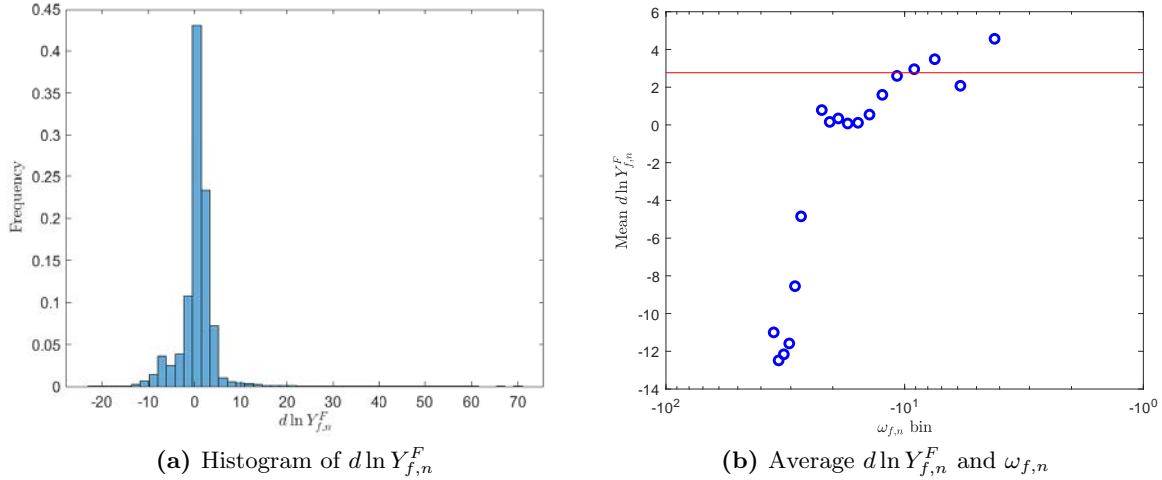 0.45
0.4
0.35
0.3
0.25
0.2
0.15
0.1
0.05
0
Frequency
-20 -10 0 10 20 30 40 50 60 70
d ln Y^F_{f,n}
(a) Histogram of d ln Y^F_{f,n}
6
4
2
0
-2
-4
-6
-8
-10
-12
-14
Mean d ln Y^F_{f,n}
-10^2 -10^1 -10^0
ω_{f,n} bin
(b) Average d ln Y^F_{f,n} and ω_{f,n}